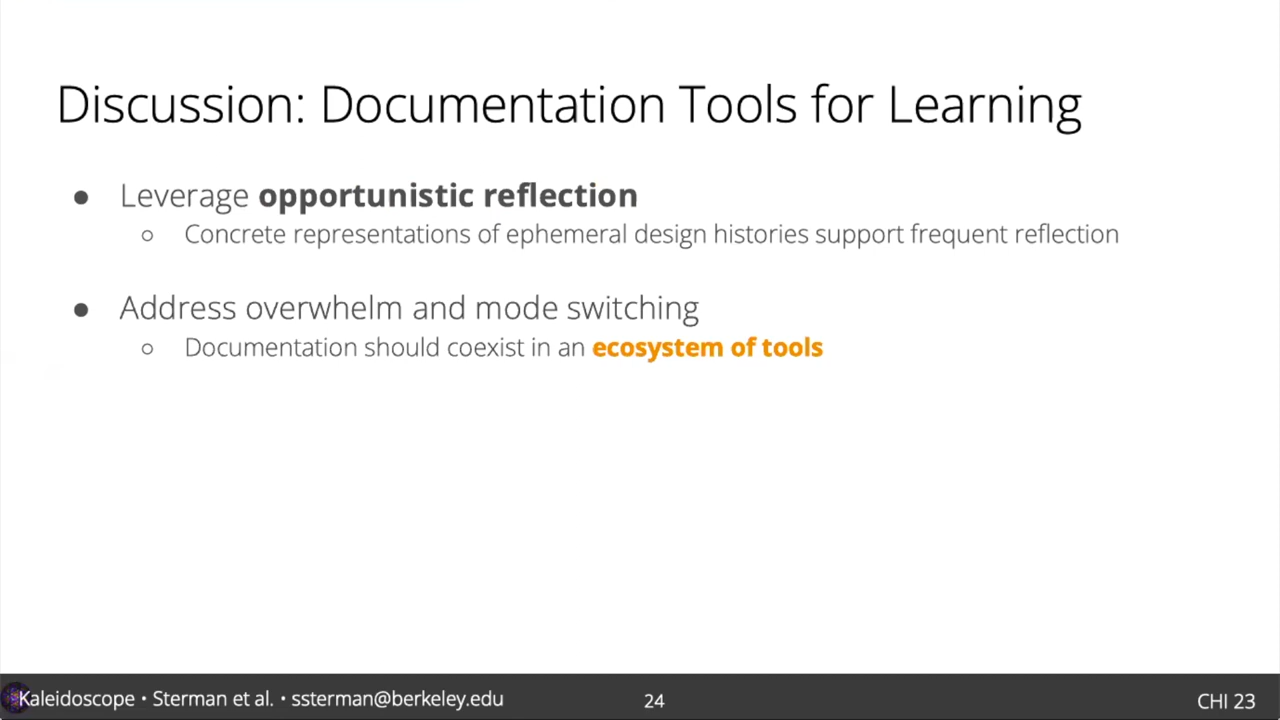 Discussion: Documentation Tools for Learning
● Leverage opportunistic reflection
○ Concrete representations of ephemeral design histories support frequent reflection
● Address overwhelm and mode switching
○ Documentation should coexist in an ecosystem of tools
Kaleidoscope • Sterman et al. • ssterman@berkeley.edu
24
CHI 23